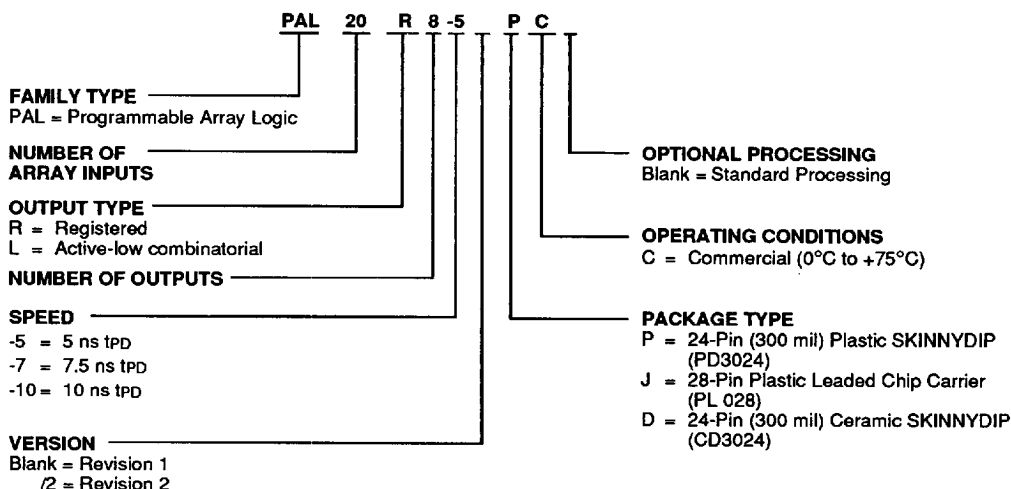 PAL 20 R 8 -5 P C
FAMILY TYPE
PAL = Programmable Array Logic
NUMBER OF
ARRAY INPUTS
OUTPUT TYPE
R = Registered
L = Active-low combinatorial
NUMBER OF OUTPUTS
SPEED
-5 = 5 ns tPD
-7 = 7.5 ns tPD
-10 = 10 ns tPD
VERSION
Blank = Revision 1
/2 = Revision 2
OPTIONAL PROCESSING
Blank = Standard Processing
OPERATING CONDITIONS
C = Commercial (0°C to +75°C)
PACKAGE TYPE
P = 24-Pin (300 mil) Plastic SKINNYDIP
(PD3024)
J = 28-Pin Plastic Leaded Chip Carrier
(PL 028)
D = 24-Pin (300 mil) Ceramic SKINNYDIP
(CD3024)